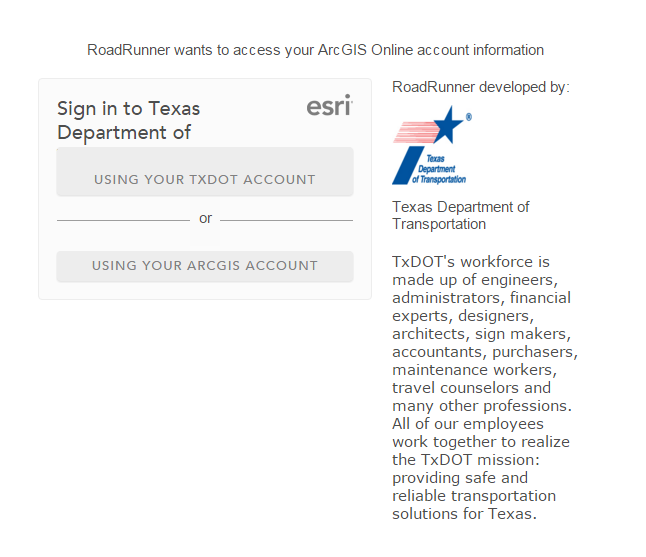 RoadRunner wants to access your ArcGIS Online account information
Sign in to Texas
Department of
esri
USING YOUR TXDOT ACCOUNT
or
USING YOUR ARCGIS ACCOUNT
RoadRunner developed by:
®
Texas
Department
of Transportation
Texas Department of
Transportation
TxDOT's workforce is
made up of engineers,
administrators, financial
experts, designers,
architects, sign makers,
accountants, purchasers,
maintenance workers,
travel counselors and
many other professions.
All of our employees
work together to realize
the TxDOT mission:
providing safe and
reliable transportation
solutions for Texas.